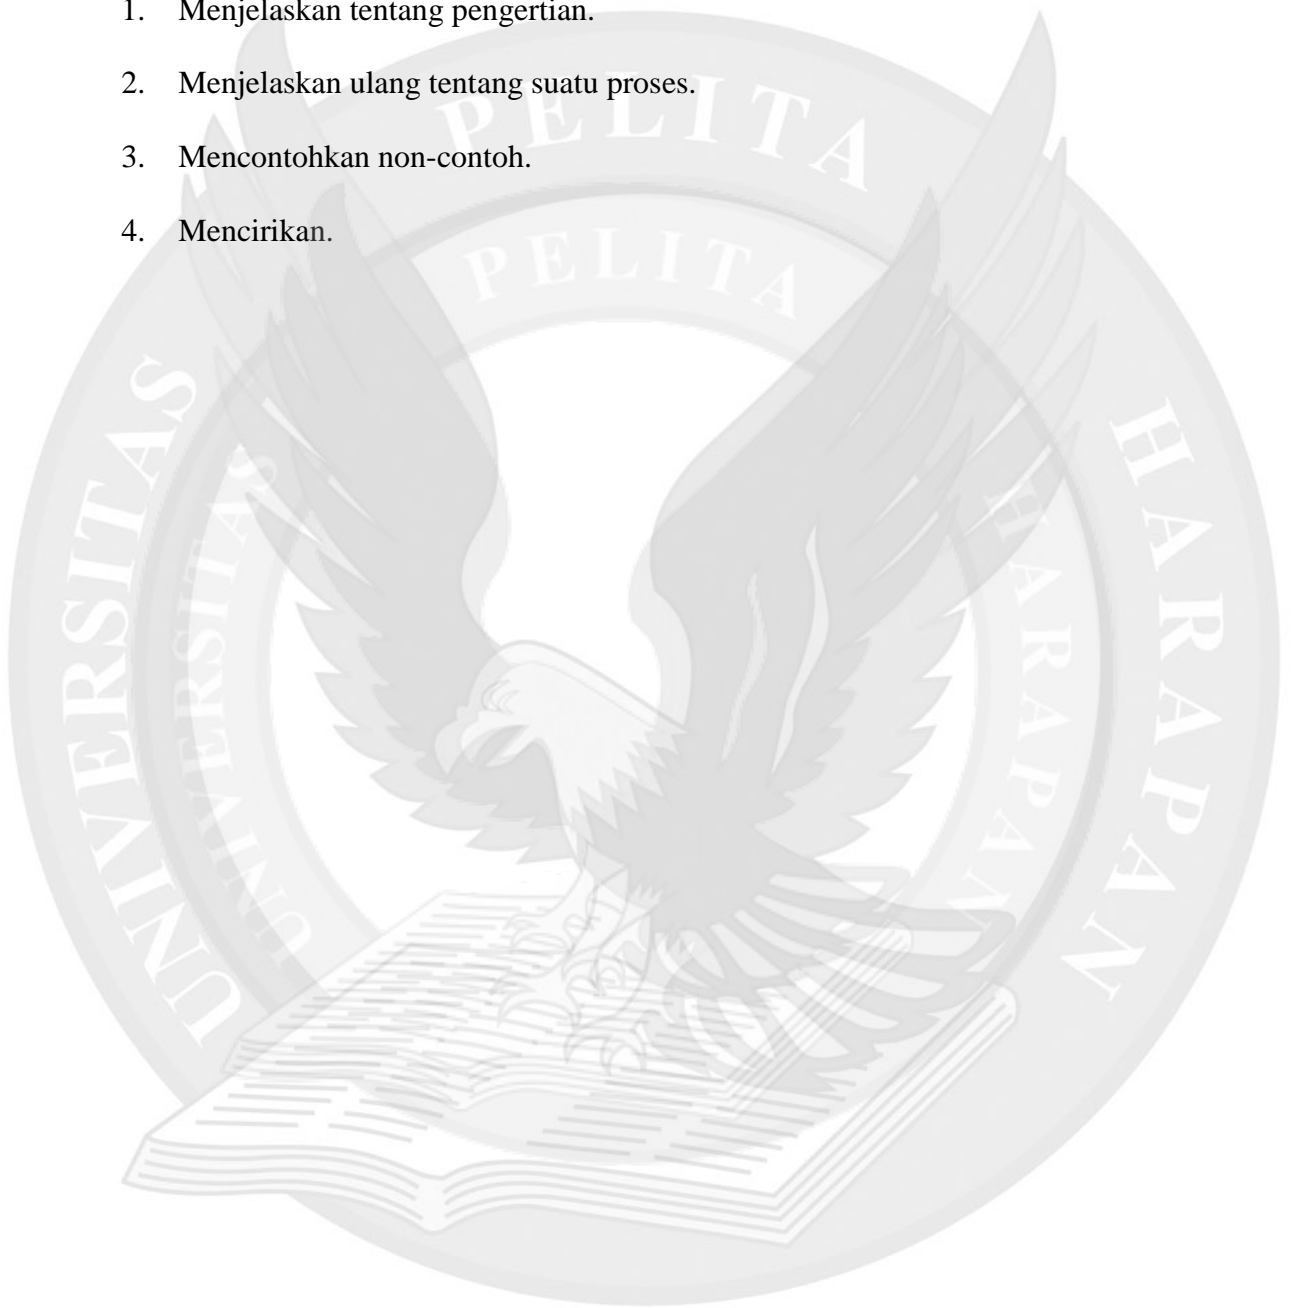 1. Menjelaskan tentang pengertian.
2. Menjelaskan ulang tentang suatu proses.
3. Mencontohkan non-contoh.
4. Mencirikan.
PELITA
PELITA
UNIVERSITAS
UNIVERSITAS
HARAPAN
HARAPAN